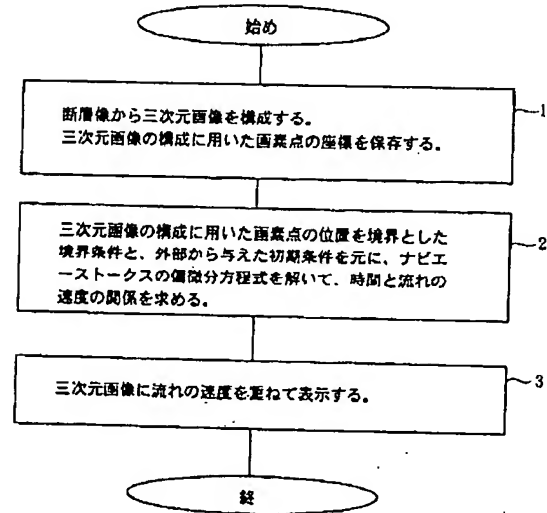 始め
断層像から三次元画像を構成する。
三次元画像の構成に用いた画素点の座標を保存する。
1
三次元画像の構成に用いた画素点の位置を境界とした
境界条件と、外部から与えた初期条件を元に、ナビエ
ーストークスの偏微分方程式を解いて、時間と流れの
速度の関係を求める。
2
三次元画像に流れの速度を重ねて表示する。
3
終